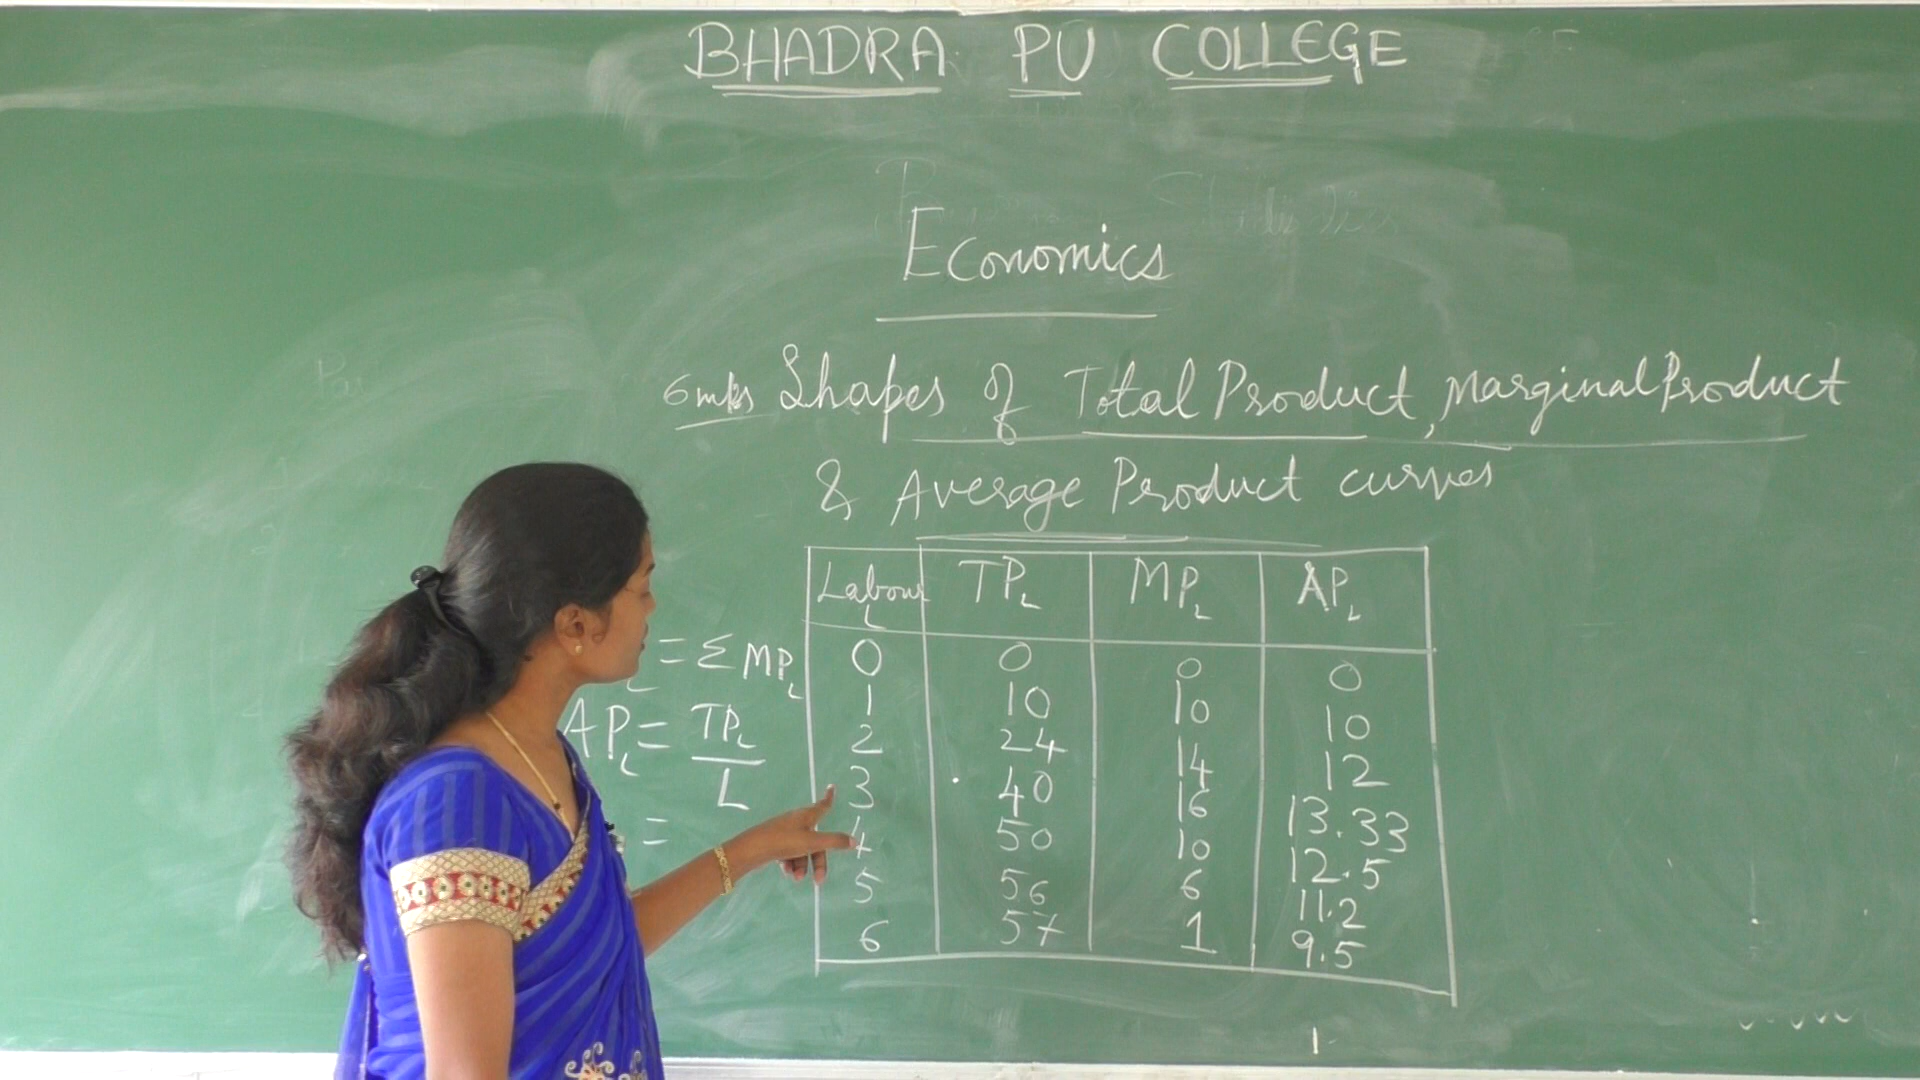 BHADRA PU COLLEGE
Economics
6mks Shapes of Total Product, Marginal Product
& Average Product curves
Labour L TPL MPL APL
0 0 0 0
1 10 10 10
2 24 14 12
3 40 16 13.33
4 50 10 12.5
5 56 6 11.2
6 57 1 9.5
L = Σ MPL
APL = TPL / L
=